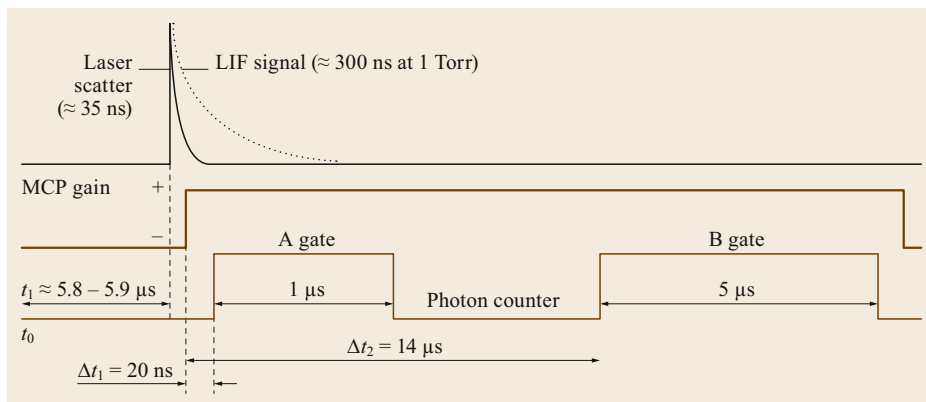 Laser
scatter
(≈ 35 ns)
LIF signal (≈ 300 ns at 1 Torr)
MCP gain
+
–
A gate
B gate
t₁ ≈ 5.8 – 5.9 µs
1 µs
Photon counter
5 µs
t₀
Δt₂ = 14 µs
Δt₁ = 20 ns